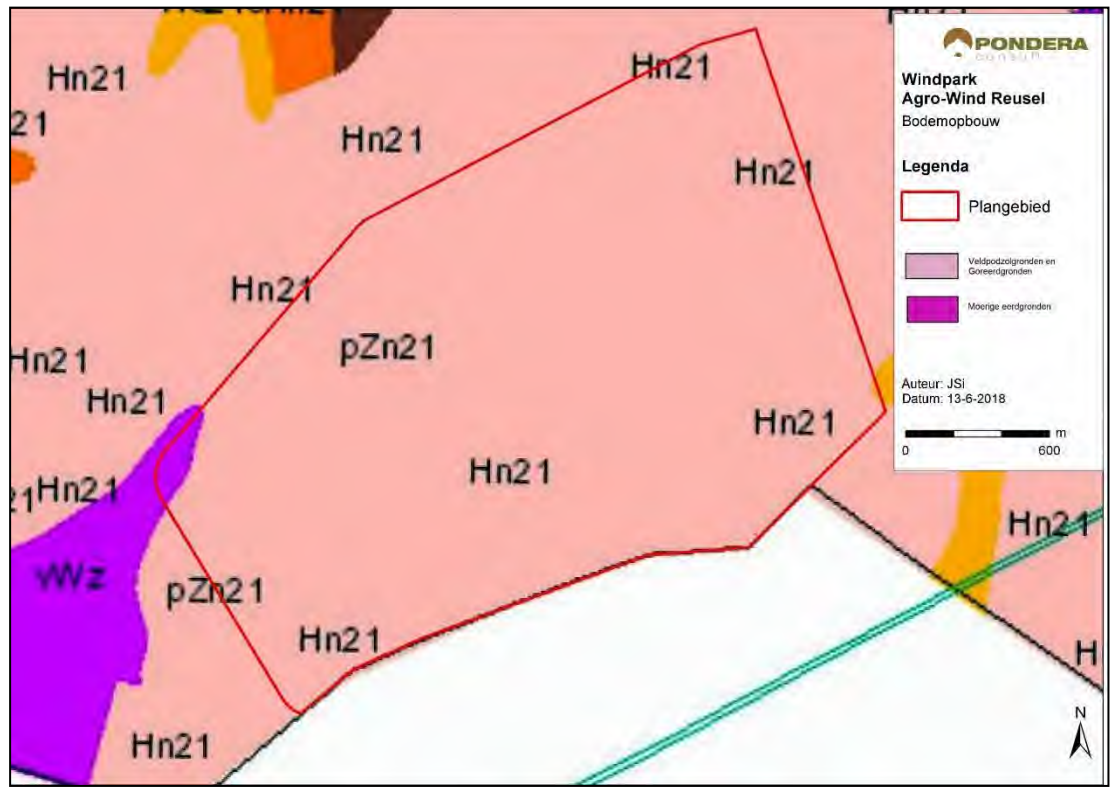 Hn21
Hn21
21
Hn21
Hn21
Hn21
pZn21
Hn21
Hn21
Hn21
Hn21
21Hn21
Hn21
vWz
pZn21
Hn21
Hn21
Hn21
H
PONDERA
consult
Windpark
Agro-Wind Reusel
Bodemopbouw
Legenda
Plangebied
Veldpodzolgronden en
Goreerdgronden
Moerige eerdgronden
Auteur: JSi
Datum: 13-6-2018
m
0
600
N